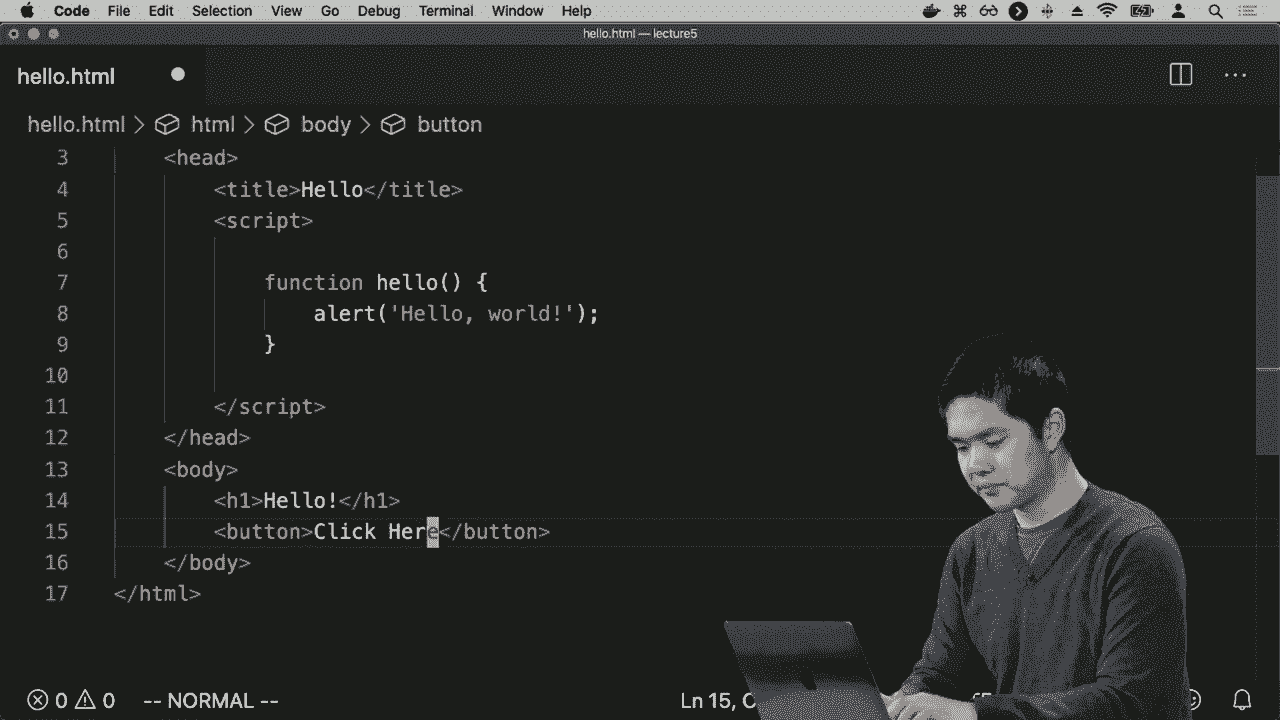 Code File Edit Selection View Go Debug Terminal Window Help
hello.html — lecture5
hello.html
hello.html > html > body > button
3 <head>
4 <title>Hello</title>
5 <script>
6
7 function hello() {
8 alert('Hello, world!');
9 }
10
11 </script>
12 </head>
13 <body>
14 <h1>Hello!</h1>
15 <button>Click Here</button>
16 </body>
17 </html>
0 0 -- NORMAL -- Ln 15,